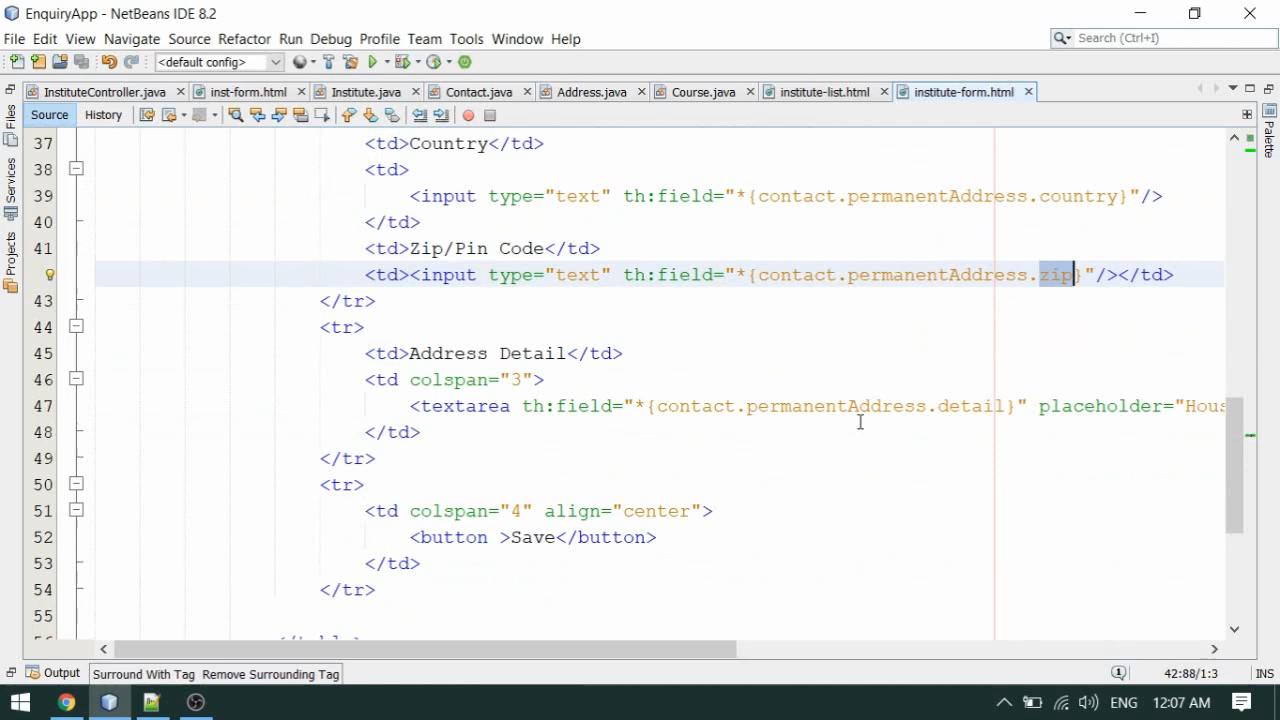 EnquiryApp - NetBeans IDE 8.2
File Edit View Navigate Source Refactor Run Debug Profile Team Tools Window Help
Search (Ctrl+I)
<default config>
InstituteController.java inst-form.html Institute.java Contact.java Address.java Course.java institute-list.html institute-form.html
Source History
Files
Services
Projects
Palette
37 <td>Country</td>
38 <td>
39 <input type="text" th:field="*{contact.permanentAddress.country}"/>
40 </td>
41 <td>Zip/Pin Code</td>
<td><input type="text" th:field="*{contact.permanentAddress.zip}"/></td>
43 </tr>
44 <tr>
45 <td>Address Detail</td>
46 <td colspan="3">
47 <textarea th:field="*{contact.permanentAddress.detail}" placeholder="Hous
48 </td>
49 </tr>
50 <tr>
51 <td colspan="4" align="center">
52 <button >Save</button>
53 </td>
54 </tr>
55
Output Surround With Tag Remove Surrounding Tag 1 42:88/1:3 INS
ENG 12:07 AM